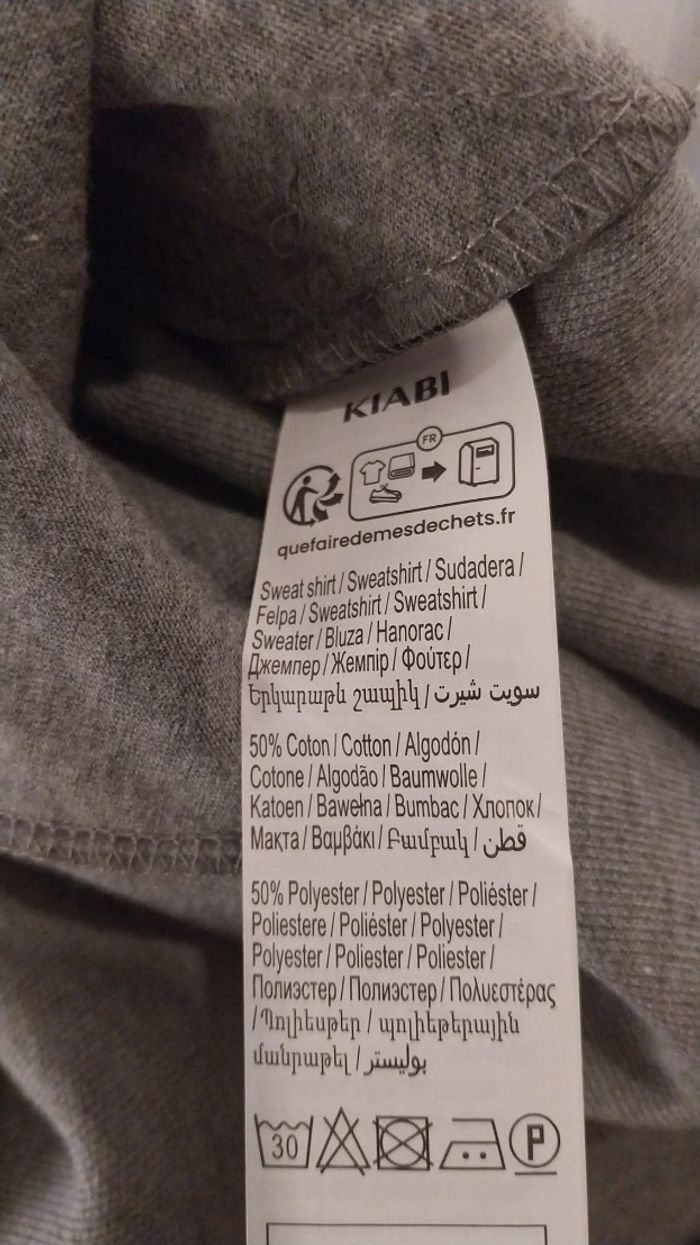 KIABI
FR
quefairedemesdechets.fr
Sweat shirt / Sweatshirt / Sudadera /
Felpa / Sweatshirt / Sweatshirt /
Sweater / Bluza / Hanorac /
Джемпер / Жемпір / Φούτερ /
Երկարաթև շապիկ / سويت شيرت
50% Coton / Cotton / Algodón /
Cotone / Algodão / Baumwolle /
Katoen / Bawełna / Bumbac / Хлопок /
Мақта / Βαμβάκι / Բամբակ / قطن
50% Polyester / Polyester / Poliéster /
Poliestere / Poliéster / Polyester /
Polyester / Poliester / Poliester /
Полиэстер / Полиэстер / Πολυεστέρας
/ Պոլիեսթեր / պոլիեթերային
մանրաթել / بوليستر
30 P